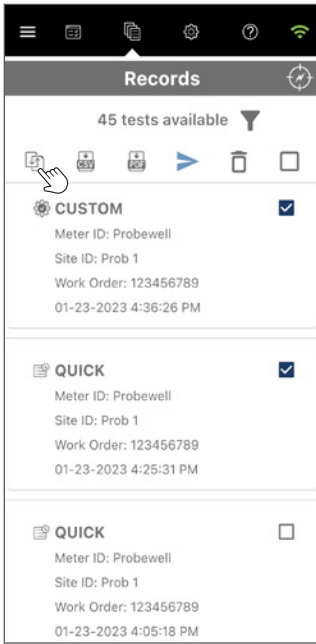 Records
45 tests available
CSV
PDF
CUSTOM
Meter ID: Probewell
Site ID: Prob 1
Work Order: 123456789
01-23-2023 4:36:26 PM
QUICK
Meter ID: Probewell
Site ID: Prob 1
Work Order: 123456789
01-23-2023 4:25:31 PM
QUICK
Meter ID: Probewell
Site ID: Prob 1
Work Order: 123456789
01-23-2023 4:05:18 PM